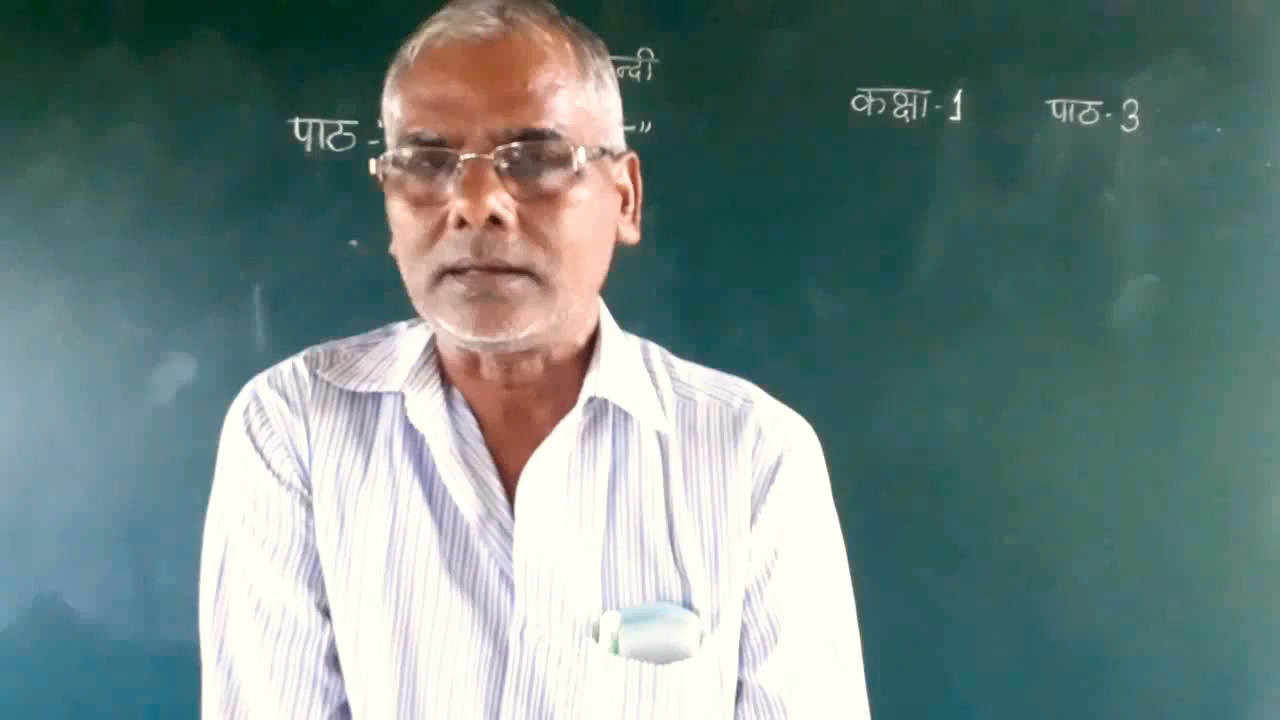 न्दी
पाठ - –”
कक्षा - 1 पाठ - 3